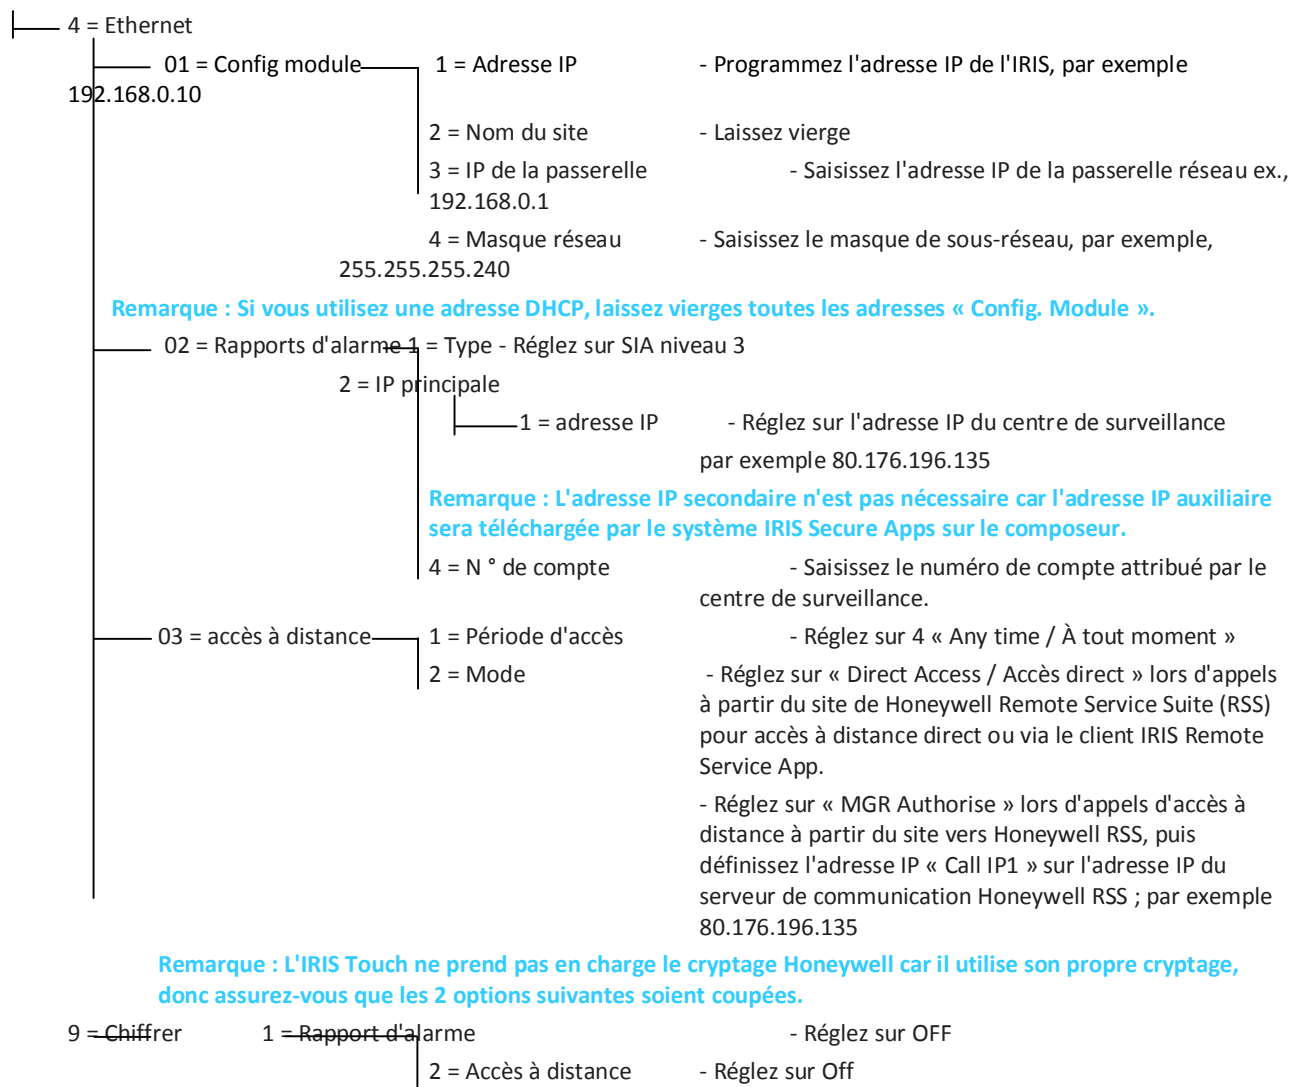 4 = Ethernet
01 = Config module 1 = Adresse IP - Programmez l'adresse IP de l'IRIS, par exemple
192.168.0.10
2 = Nom du site - Laissez vierge
3 = IP de la passerelle - Saisissez l'adresse IP de la passerelle réseau ex.,
192.168.0.1
4 = Masque réseau - Saisissez le masque de sous-réseau, par exemple,
255.255.255.240
Remarque : Si vous utilisez une adresse DHCP, laissez vierges toutes les adresses « Config. Module ».
02 = Rapports d'alarme 1 = Type - Réglez sur SIA niveau 3
2 = IP principale
1 = adresse IP - Réglez sur l'adresse IP du centre de surveillance
par exemple 80.176.196.135
Remarque : L'adresse IP secondaire n'est pas nécessaire car l'adresse IP auxiliaire
sera téléchargée par le système IRIS Secure Apps sur le composeur.
4 = N ° de compte - Saisissez le numéro de compte attribué par le
centre de surveillance.
03 = accès à distance 1 = Période d'accès - Réglez sur 4 « Any time / À tout moment »
2 = Mode - Réglez sur « Direct Access / Accès direct » lors d'appels
à partir du site de Honeywell Remote Service Suite (RSS)
pour accès à distance direct ou via le client IRIS Remote
Service App.
- Réglez sur « MGR Authorise » lors d'appels d'accès à
distance à partir du site vers Honeywell RSS, puis
définissez l'adresse IP « Call IP1 » sur l'adresse IP du
serveur de communication Honeywell RSS ; par exemple
80.176.196.135
Remarque : L'IRIS Touch ne prend pas en charge le cryptage Honeywell car il utilise son propre cryptage,
donc assurez-vous que les 2 options suivantes soient coupées.
9 = Chiffrer 1 = Rapport d'alarme - Réglez sur OFF
2 = Accès à distance - Réglez sur Off